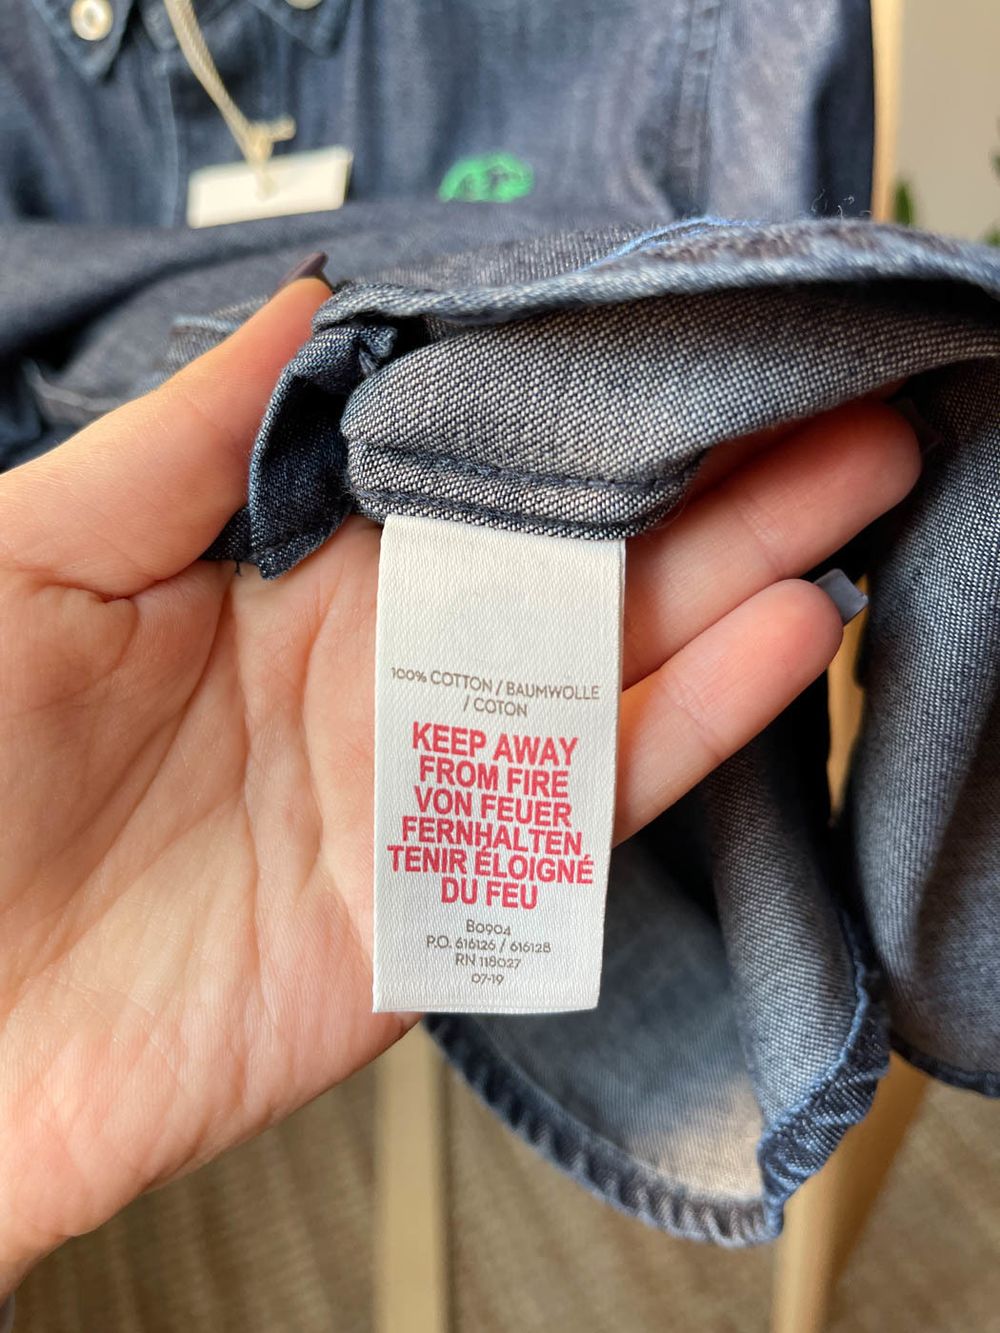 100% COTTON / BAUMWOLLE
/ COTON
KEEP AWAY
FROM FIRE
VON FEUER
FERNHALTEN
TENIR ÉLOIGNÉ
DU FEU
B0904
P.O. 616126 / 616128
RN 118027
07-19